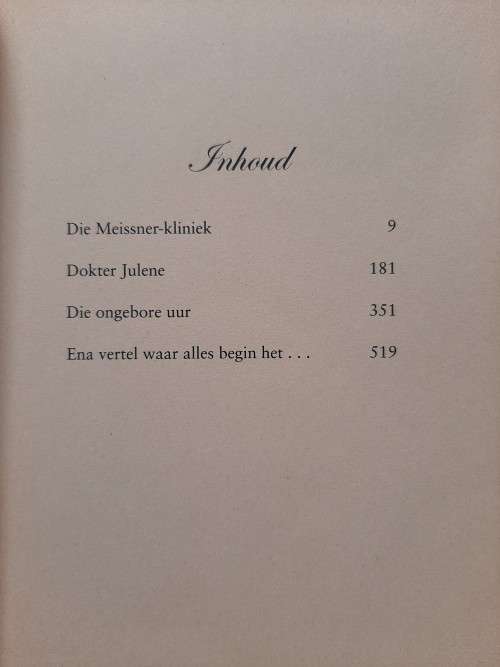 Inhoud
Die Meissner-kliniek 9
Dokter Julene 181
Die ongebore uur 351
Ena vertel waar alles begin het . . . 519